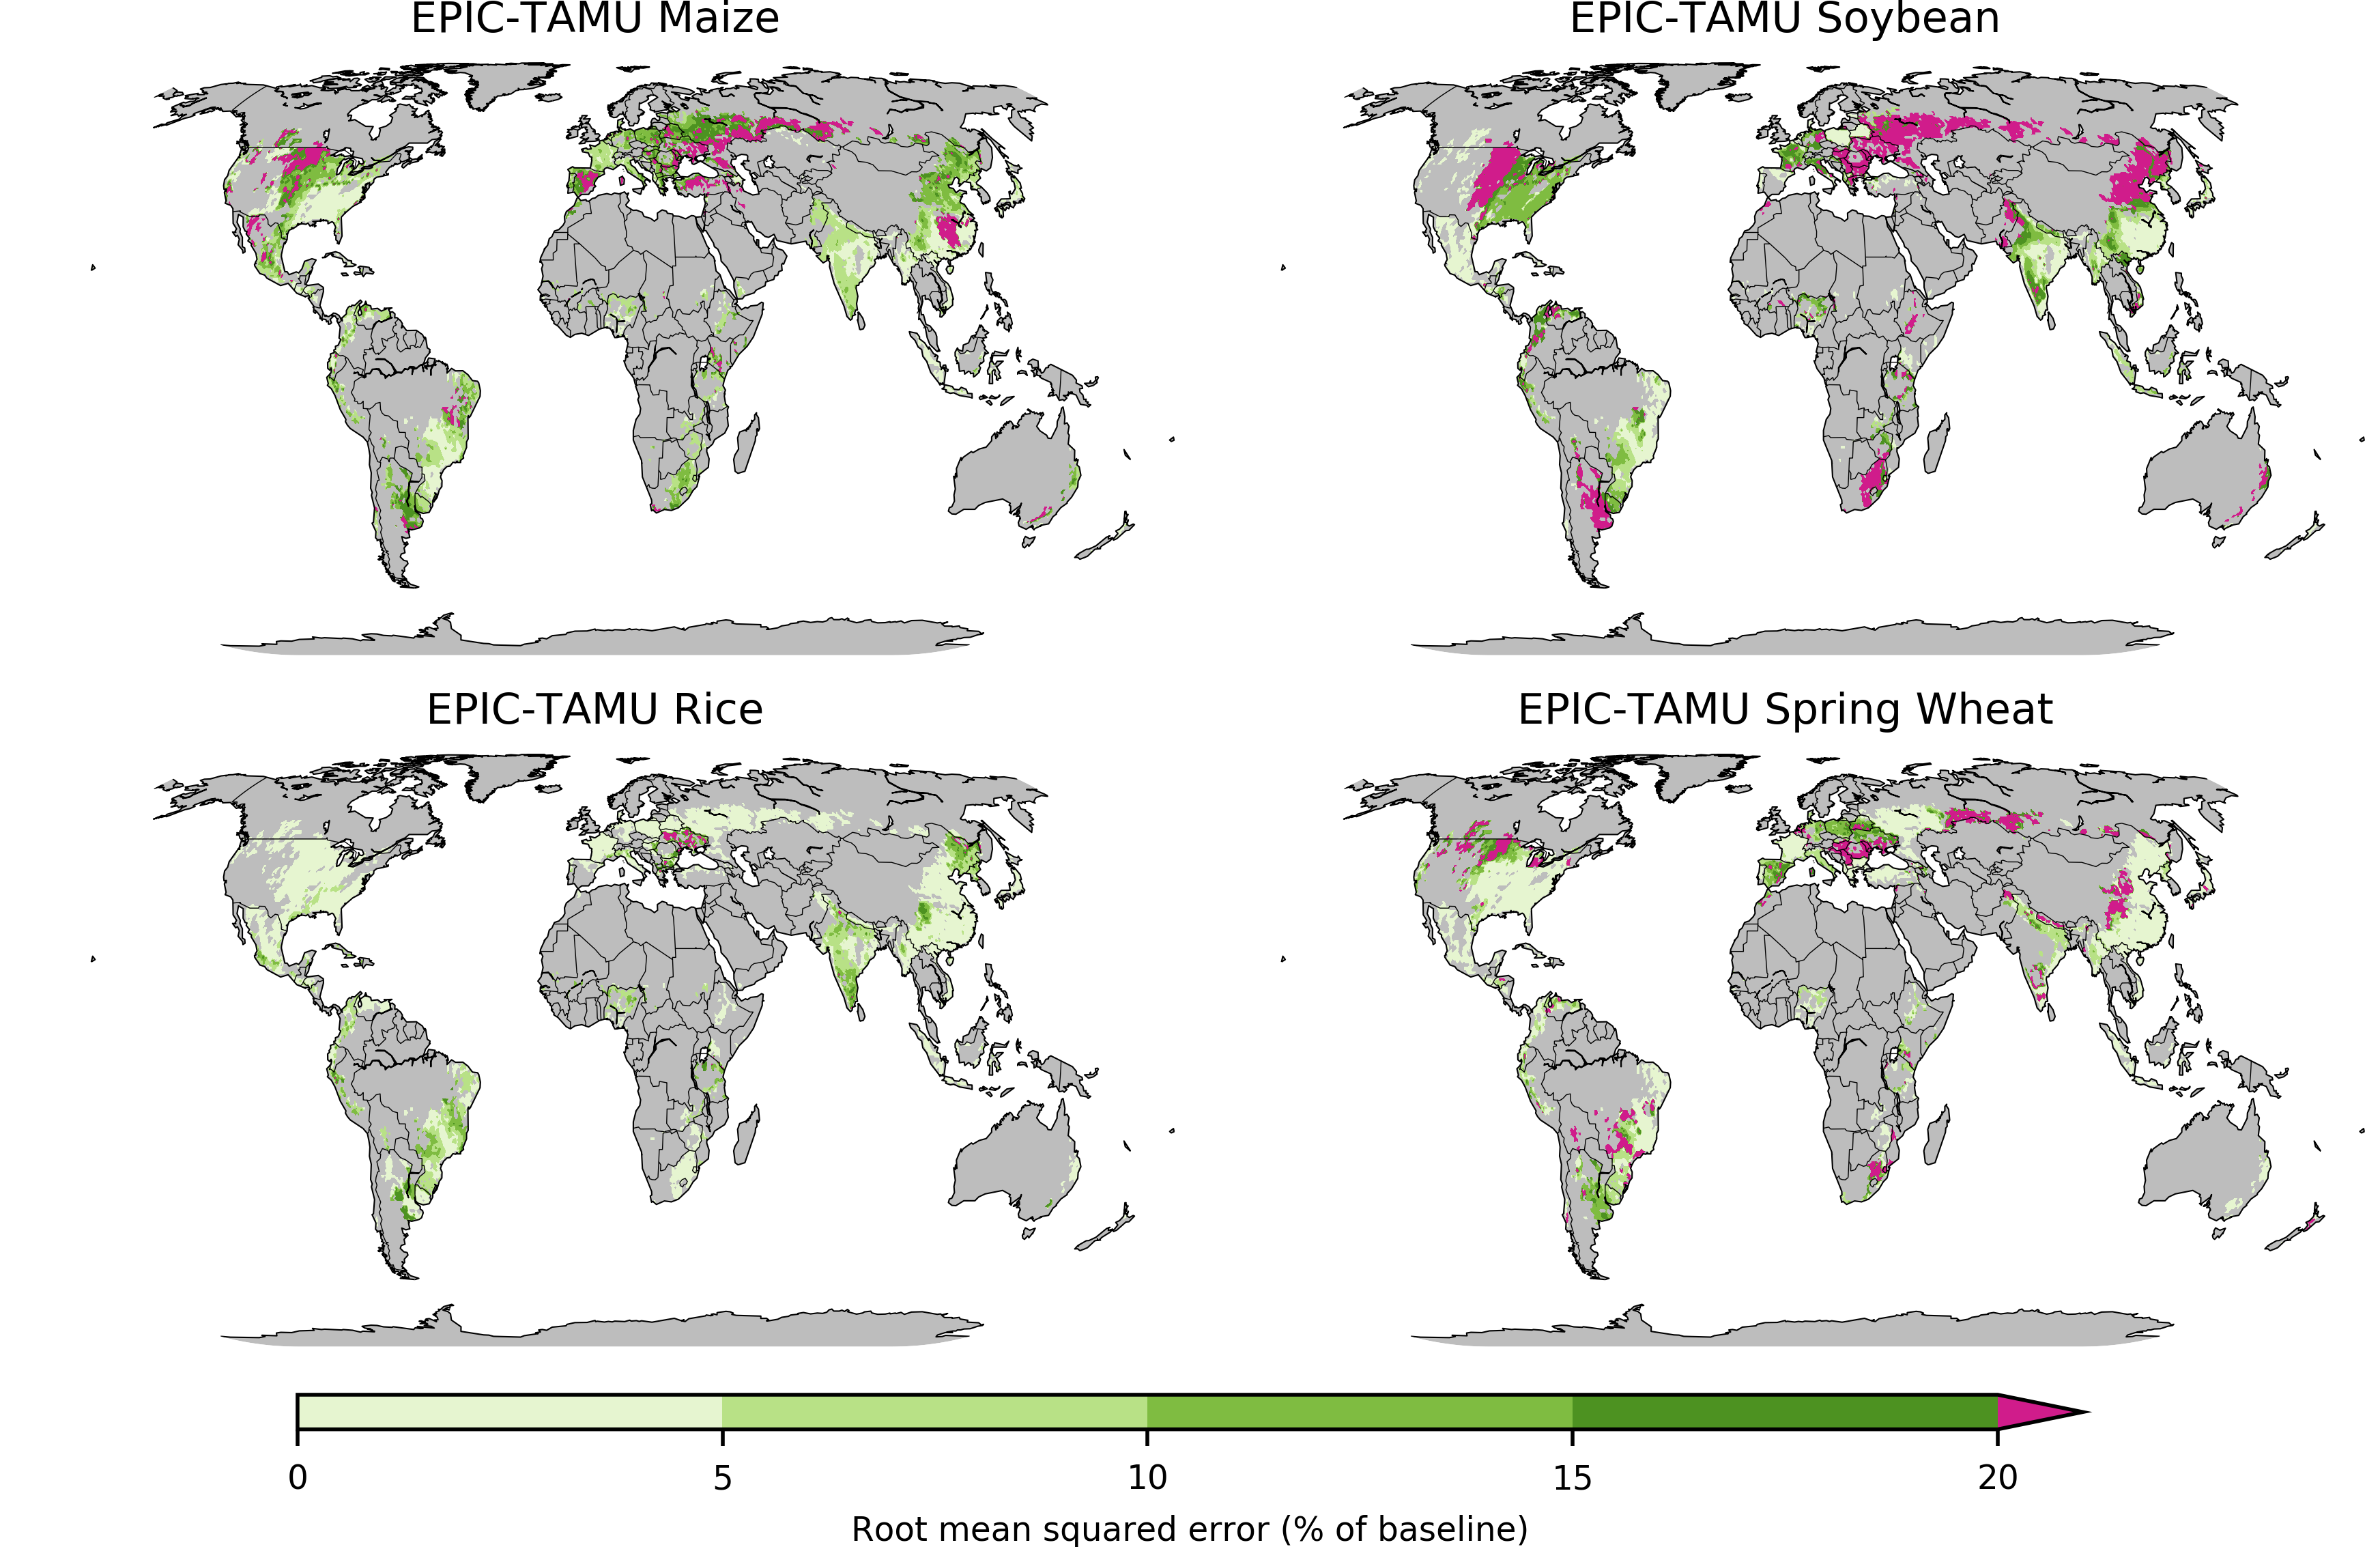 EPIC-TAMU Maize
EPIC-TAMU Soybean
EPIC-TAMU Rice
EPIC-TAMU Spring Wheat
0 5 10 15 20
Root mean squared error (% of baseline)